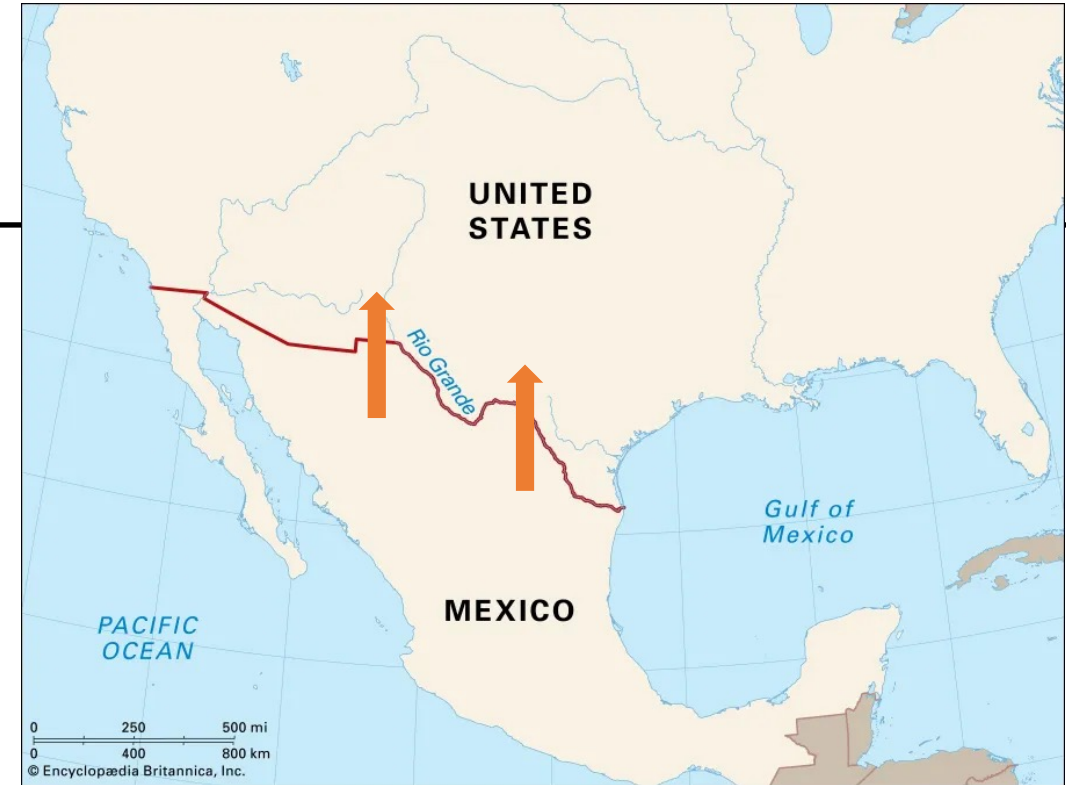 UNITED
STATES
Rio Grande
Gulf of
Mexico
MEXICO
PACIFIC
OCEAN
0 250 500 mi
0 400 800 km
© Encyclopædia Britannica, Inc.